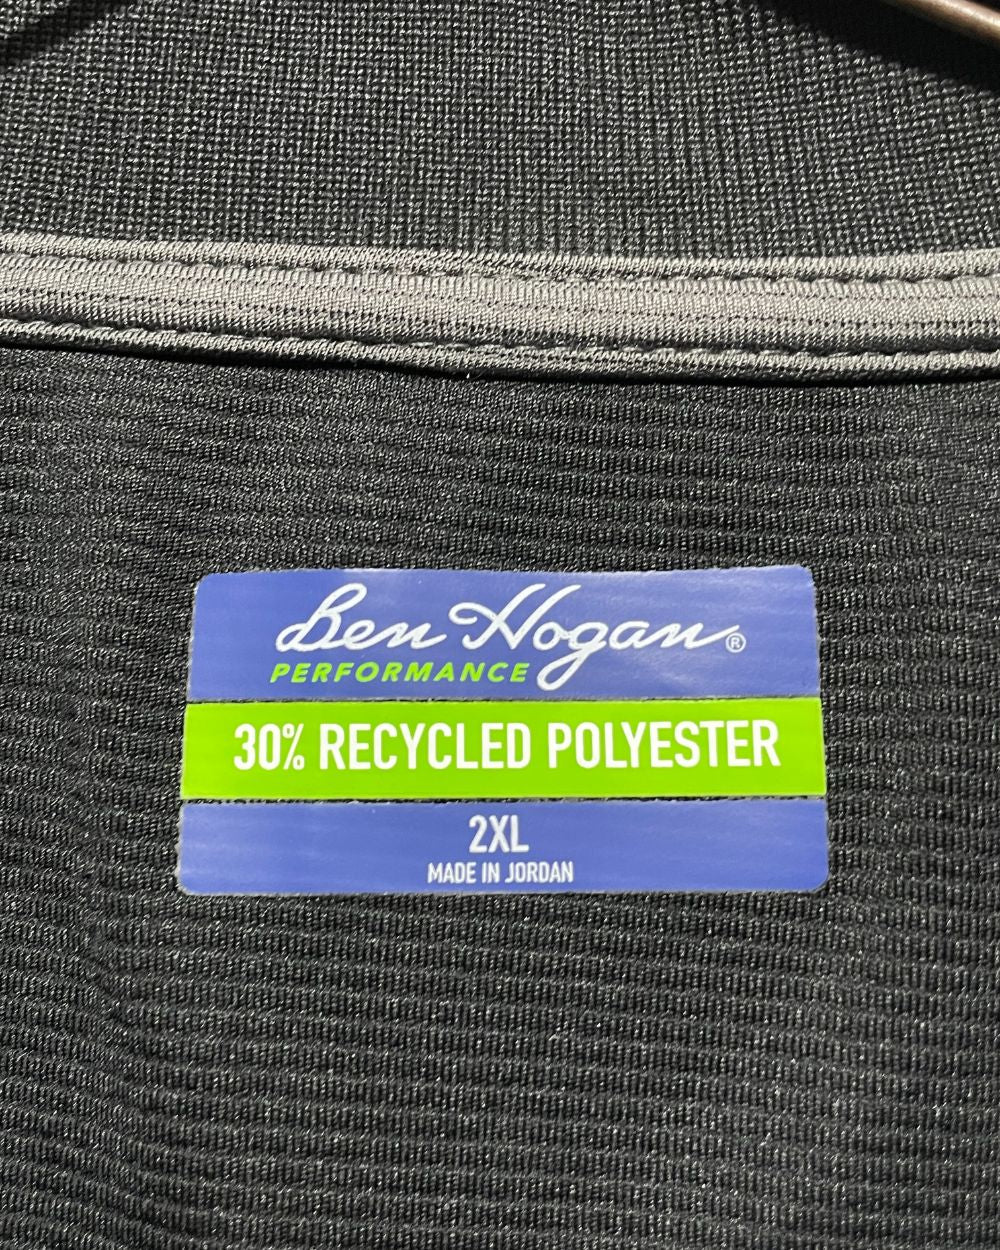 Ben Hogan®
PERFORMANCE
30% RECYCLED POLYESTER
2XL
MADE IN JORDAN